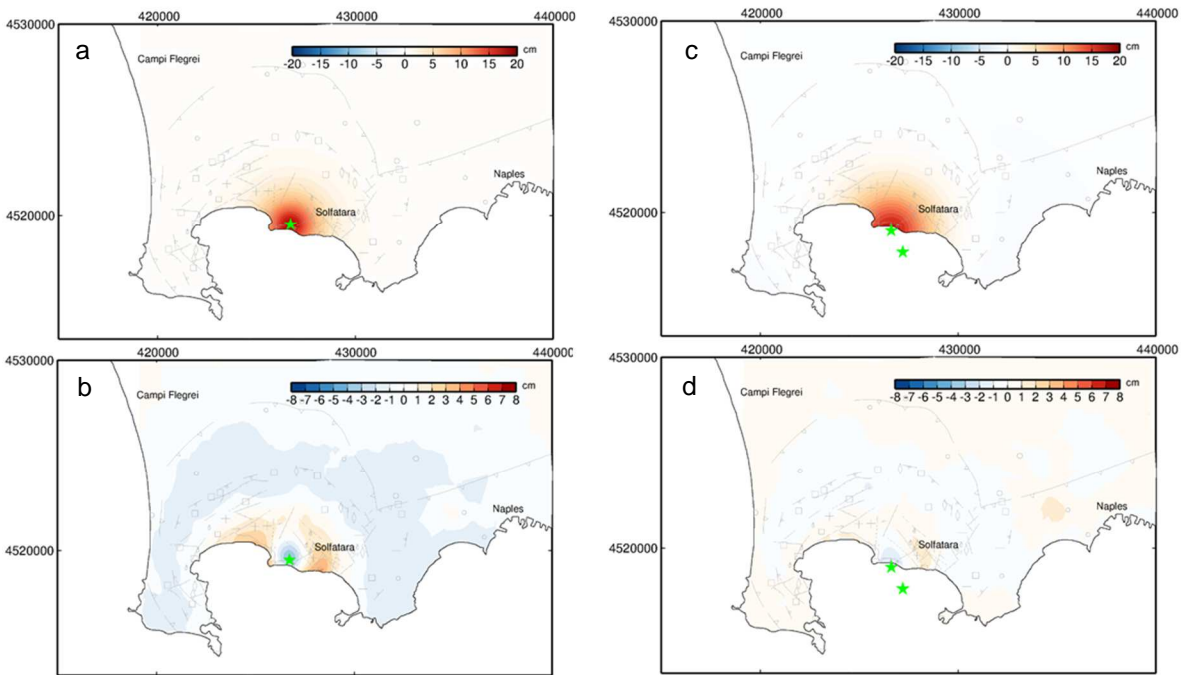 420000 430000 440000
4530000
a
Campi Flegrei
cm
-20 -15 -10 -5 0 5 10 15 20
Naples
Solfatara
4520000
420000 430000 440000
4530000
c
Campi Flegrei
cm
-20 -15 -10 -5 0 5 10 15 20
Naples
Solfatara
4520000
420000 430000 440000
4530000
b
Campi Flegrei
cm
-8 -7 -6 -5 -4 -3 -2 -1 0 1 2 3 4 5 6 7 8
Naples
Solfatara
4520000
420000 430000 440000
4530000
d
Campi Flegrei
cm
-8 -7 -6 -5 -4 -3 -2 -1 0 1 2 3 4 5 6 7 8
Naples
Solfatara
4520000